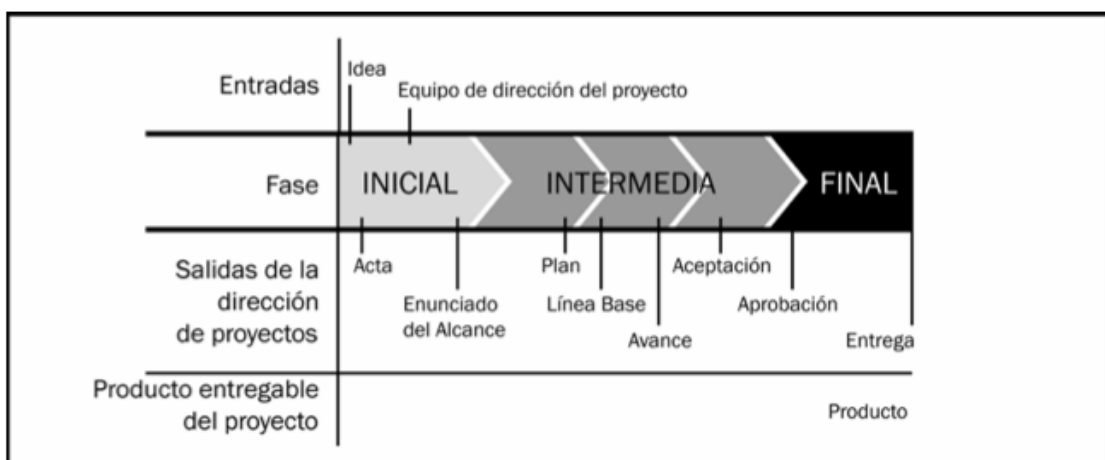 Idea
Entradas
Equipo de dirección del proyecto
Fase
INICIAL
INTERMEDIA
FINAL
Salidas de la
dirección
de proyectos
Acta
Enunciado
del Alcance
Plan
Línea Base
Avance
Aceptación
Aprobación
Entrega
Producto entregable
del proyecto
Producto